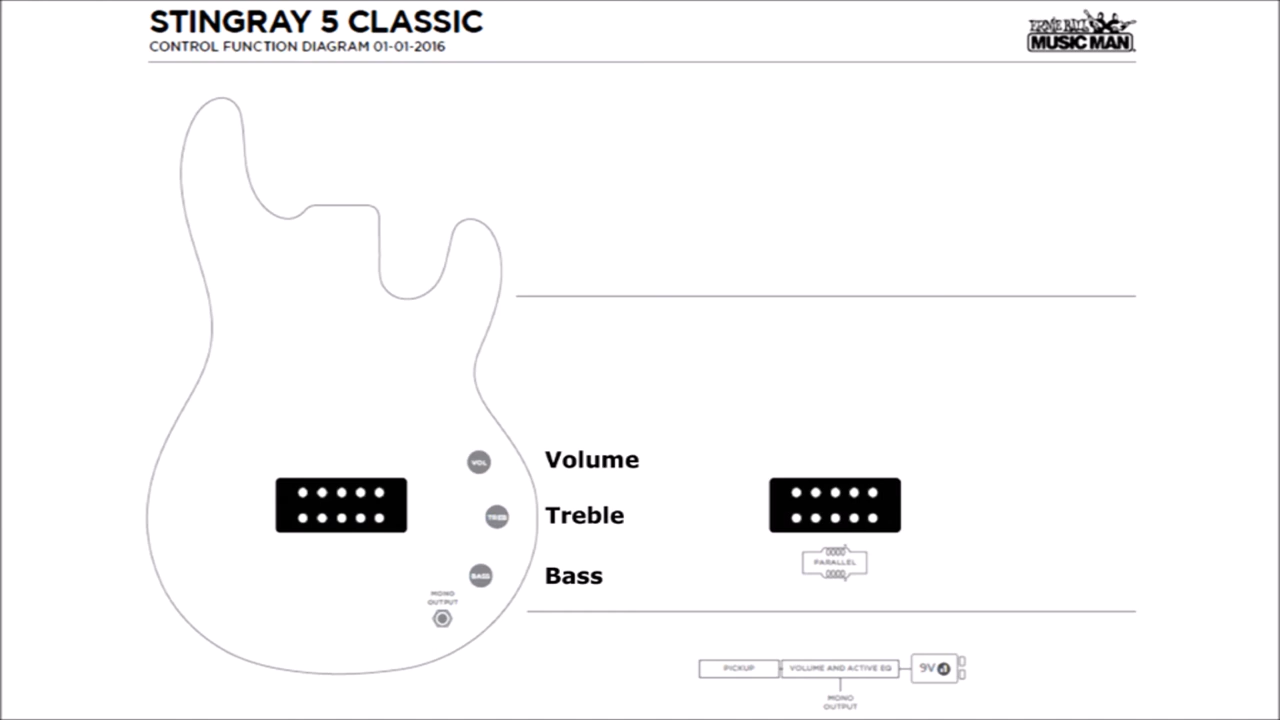 STINGRAY 5 CLASSIC
CONTROL FUNCTION DIAGRAM 01-01-2016
ERNIE BALL
MUSIC MAN
VOL
Volume
TREB
Treble
BASS
Bass
MONO
OUTPUT
PARALLEL
PICKUP
VOLUME AND ACTIVE EQ
9V
MONO
OUTPUT